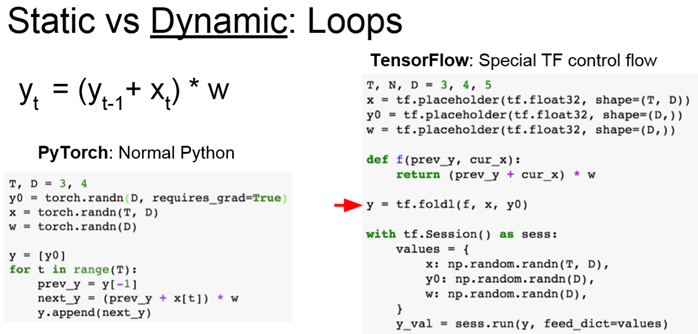 Static vs Dynamic: Loops
y_t = (y_{t-1} + x_t) * w
PyTorch: Normal Python
T, D = 3, 4
y0 = torch.randn(D, requires_grad=True)
x = torch.randn(T, D)
w = torch.randn(D)
y = [y0]
for t in range(T):
    prev_y = y[-1]
    next_y = (prev_y + x[t]) * w
    y.append(next_y)
TensorFlow: Special TF control flow
T, N, D = 3, 4, 5
x = tf.placeholder(tf.float32, shape=(T, D))
y0 = tf.placeholder(tf.float32, shape=(D,))
w = tf.placeholder(tf.float32, shape=(D,))
def f(prev_y, cur_x):
    return (prev_y + cur_x) * w
y = tf.foldl(f, x, y0)
with tf.Session() as sess:
    values = {
        x: np.random.randn(T, D),
        y0: np.random.randn(D),
        w: np.random.randn(D),
    }
    y_val = sess.run(y, feed_dict=values)